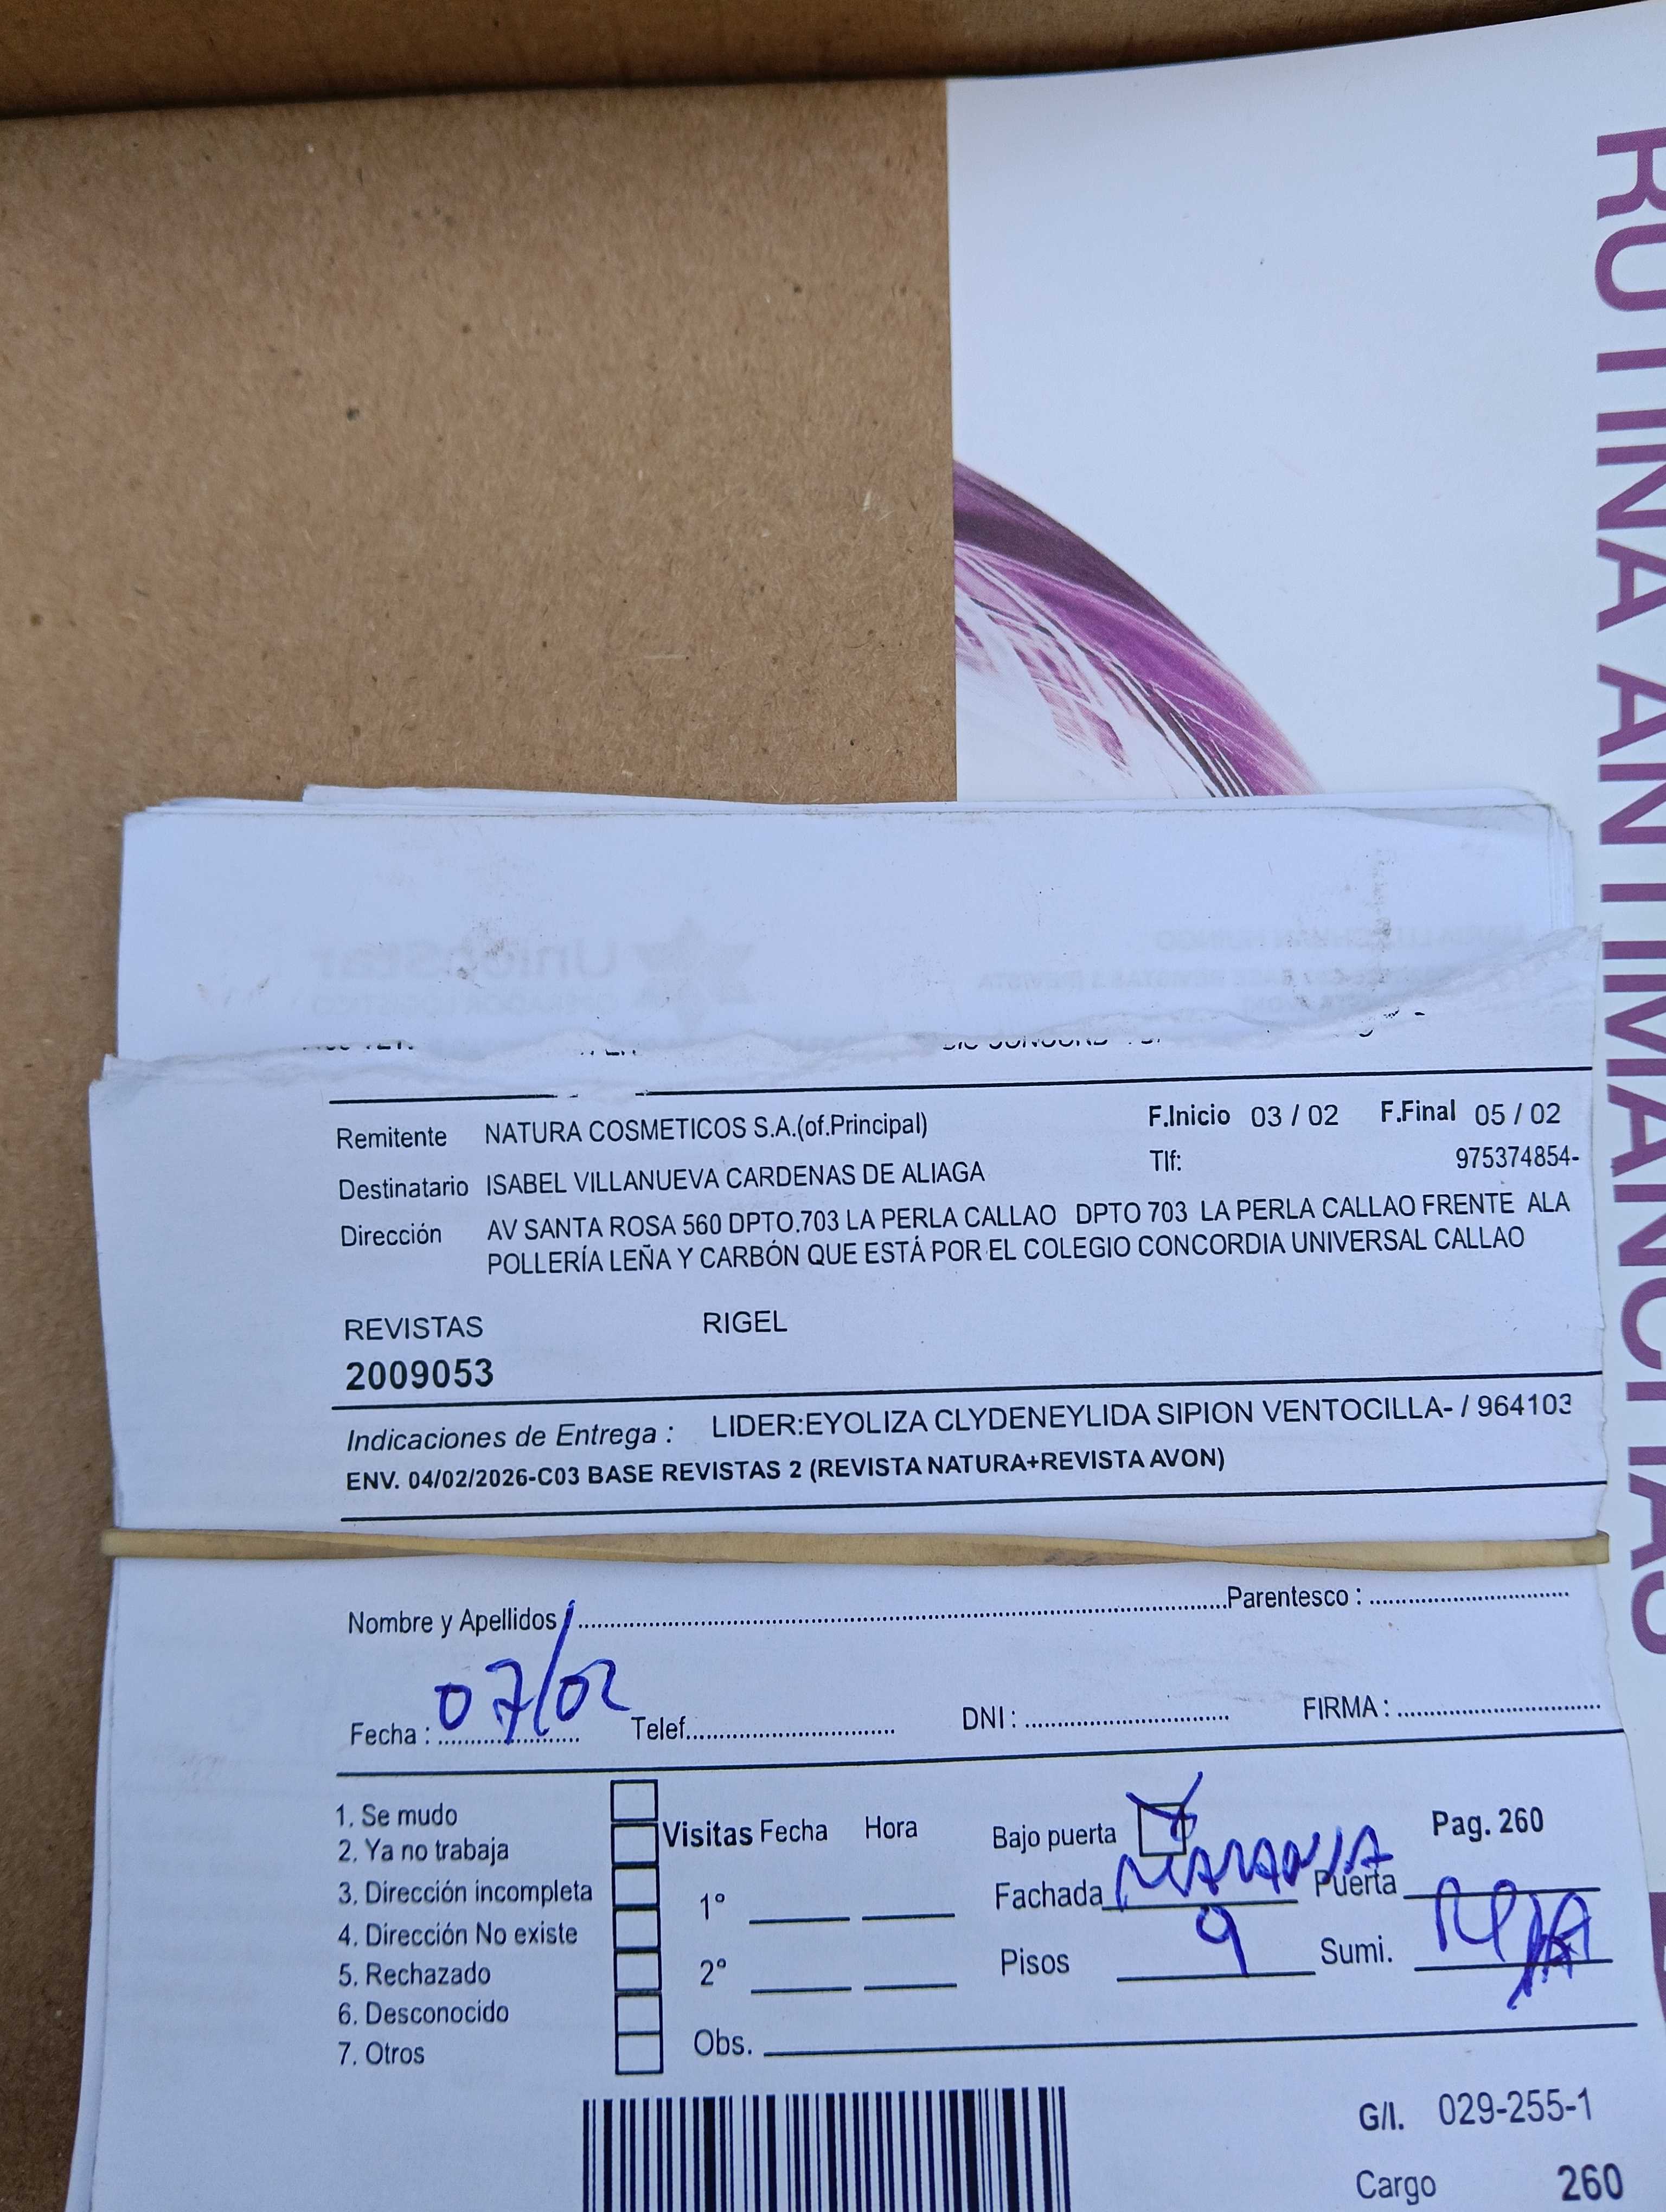 RUTINA ANTIMANCHAS
Remitente NATURA COSMETICOS S.A.(of.Principal) F.Inicio 03 / 02 F.Final 05 / 02
Destinatario ISABEL VILLANUEVA CARDENAS DE ALIAGA Tlf: 975374854-
Dirección AV SANTA ROSA 560 DPTO.703 LA PERLA CALLAO DPTO 703 LA PERLA CALLAO FRENTE ALA
POLLERÍA LEÑA Y CARBÓN QUE ESTÁ POR EL COLEGIO CONCORDIA UNIVERSAL CALLAO
REVISTAS RIGEL
2009053
Indicaciones de Entrega : LIDER:EYOLIZA CLYDENEYLIDA SIPION VENTOCILLA- / 964103
ENV. 04/02/2026-C03 BASE REVISTAS 2 (REVISTA NATURA+REVISTA AVON)
Nombre y Apellidos Parentesco :
Fecha : 07/02 Telef. DNI : FIRMA :
1. Se mudo
2. Ya no trabaja
3. Dirección incompleta
4. Dirección No existe
5. Rechazado
6. Desconocido
7. Otros
Visitas Fecha Hora
1°
2°
Obs.
Bajo puerta X Pag. 260
Fachada NARANJA Puerta
Pisos 9 Sumi.
G/I. 029-255-1
Cargo 260